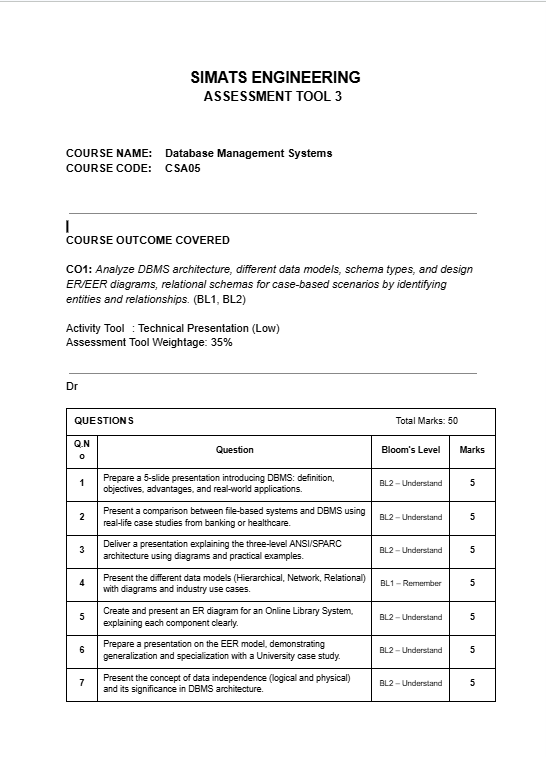 SIMATS ENGINEERING
ASSESSMENT TOOL 3
COURSE NAME: Database Management Systems
COURSE CODE: CSA05
COURSE OUTCOME COVERED
CO1: Analyze DBMS architecture, different data models, schema types, and design
ER/EER diagrams, relational schemas for case-based scenarios by identifying
entities and relationships. (BL1, BL2)
Activity Tool : Technical Presentation (Low)
Assessment Tool Weightage: 35%
Dr
QUESTIONS Total Marks: 50
Q.N
o Question Bloom's Level Marks
1 Prepare a 5-slide presentation introducing DBMS: definition,
objectives, advantages, and real-world applications. BL2 – Understand 5
2 Present a comparison between file-based systems and DBMS using
real-life case studies from banking or healthcare. BL2 – Understand 5
3 Deliver a presentation explaining the three-level ANSI/SPARC
architecture using diagrams and practical examples. BL2 – Understand 5
4 Present the different data models (Hierarchical, Network, Relational)
with diagrams and industry use cases. BL1 – Remember 5
5 Create and present an ER diagram for an Online Library System,
explaining each component clearly. BL2 – Understand 5
6 Prepare a presentation on the EER model, demonstrating
generalization and specialization with a University case study. BL2 – Understand 5
7 Present the concept of data independence (logical and physical)
and its significance in DBMS architecture. BL2 – Understand 5